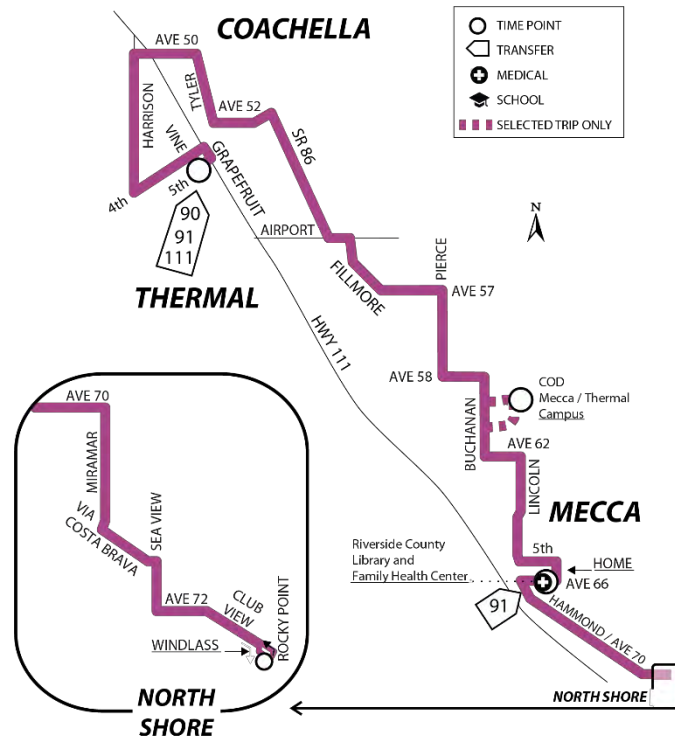 COACHELLA
TIME POINT
TRANSFER
MEDICAL
SCHOOL
SELECTED TRIP ONLY
AVE 50
HARRISON
TYLER
AVE 52
SR 86
VINE
GRAPEFRUIT
4th
5th
90
91
111
THERMAL
N
AIRPORT
FILLMORE
PIERCE
AVE 57
HWY 111
AVE 58
COD
Mecca / Thermal
Campus
BUCHANAN
AVE 62
LINCOLN
MECCA
5th
HOME
AVE 66
Riverside County
Library and
Family Health Center
91
HAMMOND / AVE 70
NORTH SHORE
AVE 70
MIRAMAR
VIA
COSTA BRAVA
SEA VIEW
AVE 72
CLUB
VIEW
ROCKY POINT
WINDLASS
NORTH
SHORE